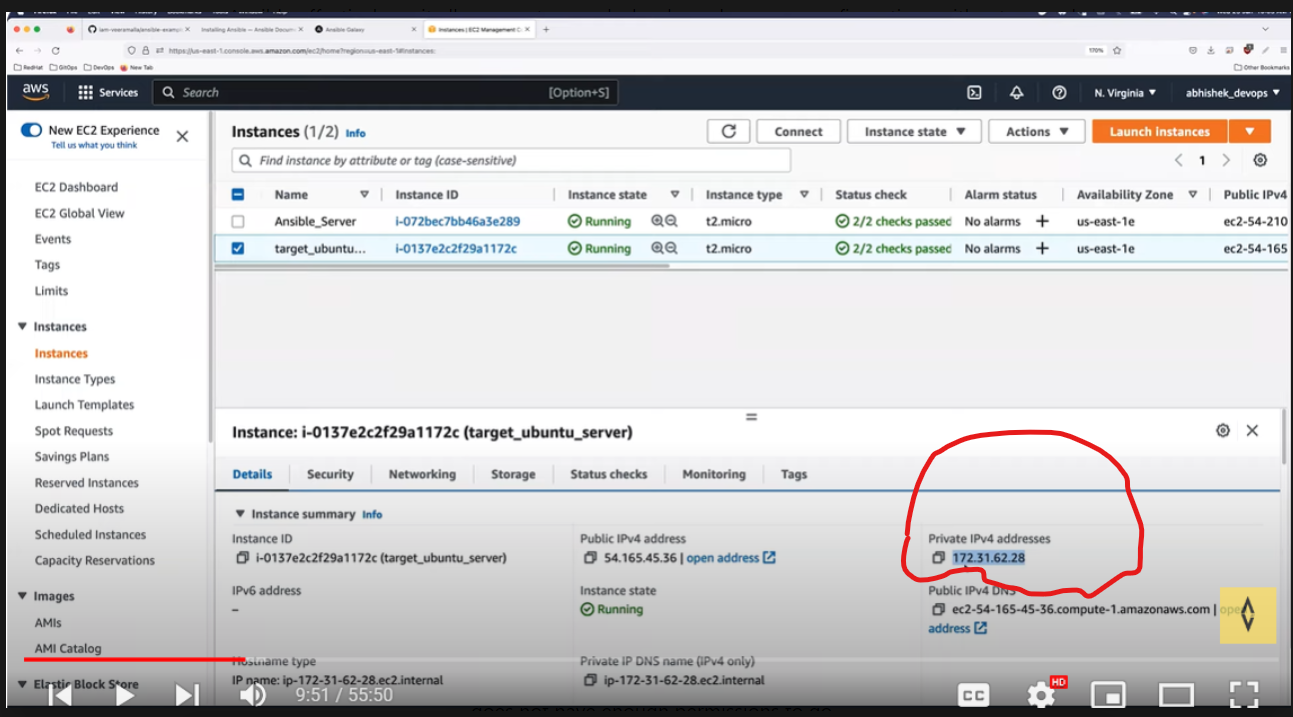 iam-veeramalla/ansible-exampl X
Installing Ansible — Ansible Docum X
Ansible Galaxy X
Instances | EC2 Management C X +
https://us-east-1.console.aws.amazon.com/ec2/home?region=us-east-1#Instances:
170%
RedHat GitOps DevOps New Tab
Other Bookmarks
aws Services Search [Option+S] N. Virginia ▼ abhishek_devops ▼
New EC2 Experience
Tell us what you think
EC2 Dashboard
EC2 Global View
Events
Tags
Limits
Instances
Instances
Instance Types
Launch Templates
Spot Requests
Savings Plans
Reserved Instances
Dedicated Hosts
Scheduled Instances
Capacity Reservations
Images
AMIs
AMI Catalog
Elastic Block Store
Instances (1/2) Info
Connect Instance state ▼ Actions ▼ Launch instances ▼
Find instance by attribute or tag (case-sensitive)
< 1 >
Name Instance ID Instance state Instance type Status check Alarm status Availability Zone Public IPv4
Ansible_Server i-072bec7bb46a3e289 Running t2.micro 2/2 checks passed No alarms + us-east-1e ec2-54-210
target_ubuntu... i-0137e2c2f29a1172c Running t2.micro 2/2 checks passed No alarms + us-east-1e ec2-54-165
Instance: i-0137e2c2f29a1172c (target_ubuntu_server)
Details Security Networking Storage Status checks Monitoring Tags
Instance summary Info
Instance ID
i-0137e2c2f29a1172c (target_ubuntu_server)
Public IPv4 address
54.165.45.36 | open address
Private IPv4 addresses
172.31.62.28
IPv6 address
–
Instance state
Running
Public IPv4 DNS
ec2-54-165-45-36.compute-1.amazonaws.com | open
address
Hostname type
IP name: ip-172-31-62-28.ec2.internal
Private IP DNS name (IPv4 only)
ip-172-31-62-28.ec2.internal
9:51 / 55:50
CC
HD